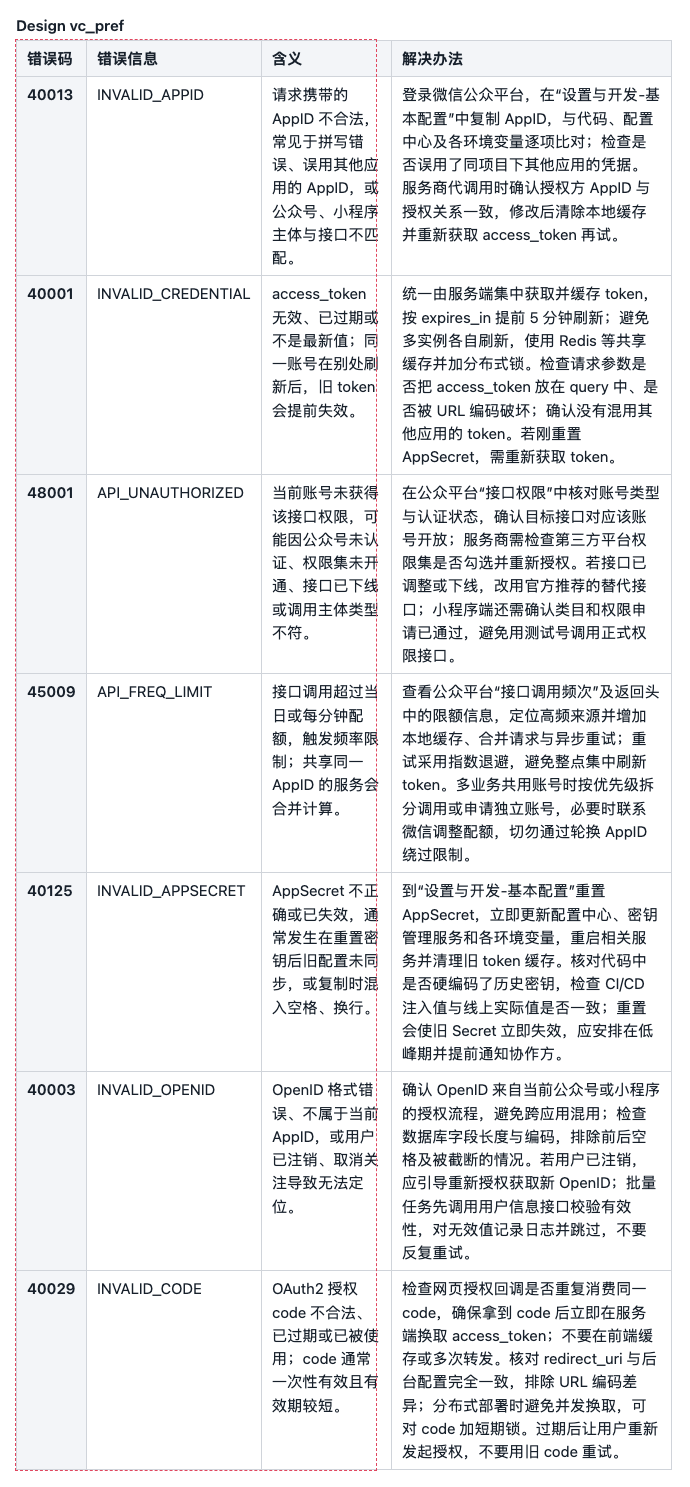 Design vc_pref
错误码 错误信息 含义 解决办法
40013 INVALID_APPID
请求携带的
AppID 不合法，
常见于拼写错
误、误用其他应
用的 AppID，或
公众号、小程序
主体与接口不匹
配。
登录微信公众平台，在“设置与开发-基
本配置”中复制 AppID，与代码、配置
中心及各环境变量逐项比对；检查是
否误用了同项目下其他应用的凭据。
服务商代调用时确认授权方 AppID 与
授权关系一致，修改后清除本地缓存
并重新获取 access_token 再试。
40001 INVALID_CREDENTIAL
access_token
无效、已过期或
不是最新值；同
一账号在别处刷
新后，旧 token
会提前失效。
统一由服务端集中获取并缓存 token，
按 expires_in 提前 5 分钟刷新；避免
多实例各自刷新，使用 Redis 等共享
缓存并加分布式锁。检查请求参数是
否把 access_token 放在 query 中、是
否被 URL 编码破坏；确认没有混用其
他应用的 token。若刚重置
AppSecret，需重新获取 token。
48001 API_UNAUTHORIZED
当前账号未获得
该接口权限，可
能因公众号未认
证、权限集未开
通、接口已下线
或调用主体类型
不符。
在公众平台“接口权限”中核对账号类型
与认证状态，确认目标接口对应该账
号开放；服务商需检查第三方平台权
限集是否勾选并重新授权。若接口已
调整或下线，改用官方推荐的替代接
口；小程序端还需确认类目和权限申
请已通过，避免用测试号调用正式权
限接口。
45009 API_FREQ_LIMIT
接口调用超过当
日或每分钟配
额，触发频率限
制；共享同一
AppID 的服务会
合并计算。
查看公众平台“接口调用频次”及返回头
中的限额信息，定位高频来源并增加
本地缓存、合并请求与异步重试；重
试采用指数退避，避免整点集中刷新
token。多业务共用账号时按优先级拆
分调用或申请独立账号，必要时联系
微信调整配额，切勿通过轮换 AppID
绕过限制。
40125 INVALID_APPSECRET
AppSecret 不正
确或已失效，通
常发生在重置密
钥后旧配置未同
步，或复制时混
入空格、换行。
到“设置与开发-基本配置”重置
AppSecret，立即更新配置中心、密钥
管理服务和各环境变量，重启相关服
务并清理旧 token 缓存。核对代码中
是否硬编码了历史密钥，检查 CI/CD
注入值与线上实际值是否一致；重置
会使旧 Secret 立即失效，应安排在低
峰期并提前通知协作方。
40003 INVALID_OPENID
OpenID 格式错
误、不属于当前
AppID，或用户
已注销、取消关
注导致无法定
位。
确认 OpenID 来自当前公众号或小程序
的授权流程，避免跨应用混用；检查
数据库字段长度与编码，排除前后空
格及被截断的情况。若用户已注销，
应引导重新授权获取新 OpenID；批量
任务先调用用户信息接口校验有效
性，对无效值记录日志并跳过，不要
反复重试。
40029 INVALID_CODE
OAuth2 授权
code 不合法、
已过期或已被使
用；code 通常
一次性有效且有
效期较短。
检查网页授权回调是否重复消费同一
code，确保拿到 code 后立即在服务
端换取 access_token；不要在前端缓
存或多次转发。核对 redirect_uri 与后
台配置完全一致，排除 URL 编码差
异；分布式部署时避免并发换取，可
对 code 加短期锁。过期后让用户重新
发起授权，不要用旧 code 重试。